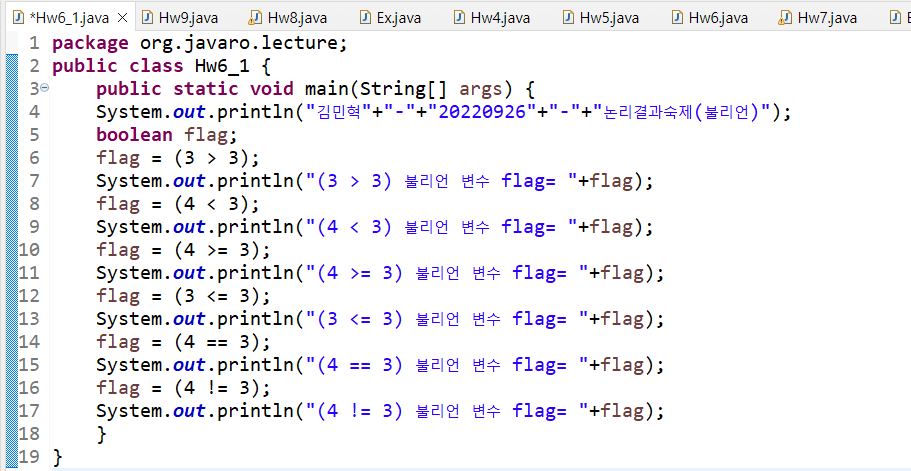 *Hw6_1.java Hw9.java Hw8.java Ex.java Hw4.java Hw5.java Hw6.java Hw7.java
1 package org.javaro.lecture;
2 public class Hw6_1 {
3 public static void main(String[] args) {
4 System.out.println("김민혁"+"-"+"20220926"+"-"+"논리결과숙제(불리언)");
5 boolean flag;
6 flag = (3 > 3);
7 System.out.println("(3 > 3) 불리언 변수 flag= "+flag);
8 flag = (4 < 3);
9 System.out.println("(4 < 3) 불리언 변수 flag= "+flag);
10 flag = (4 >= 3);
11 System.out.println("(4 >= 3) 불리언 변수 flag= "+flag);
12 flag = (3 <= 3);
13 System.out.println("(3 <= 3) 불리언 변수 flag= "+flag);
14 flag = (4 == 3);
15 System.out.println("(4 == 3) 불리언 변수 flag= "+flag);
16 flag = (4 != 3);
17 System.out.println("(4 != 3) 불리언 변수 flag= "+flag);
18 }
19 }